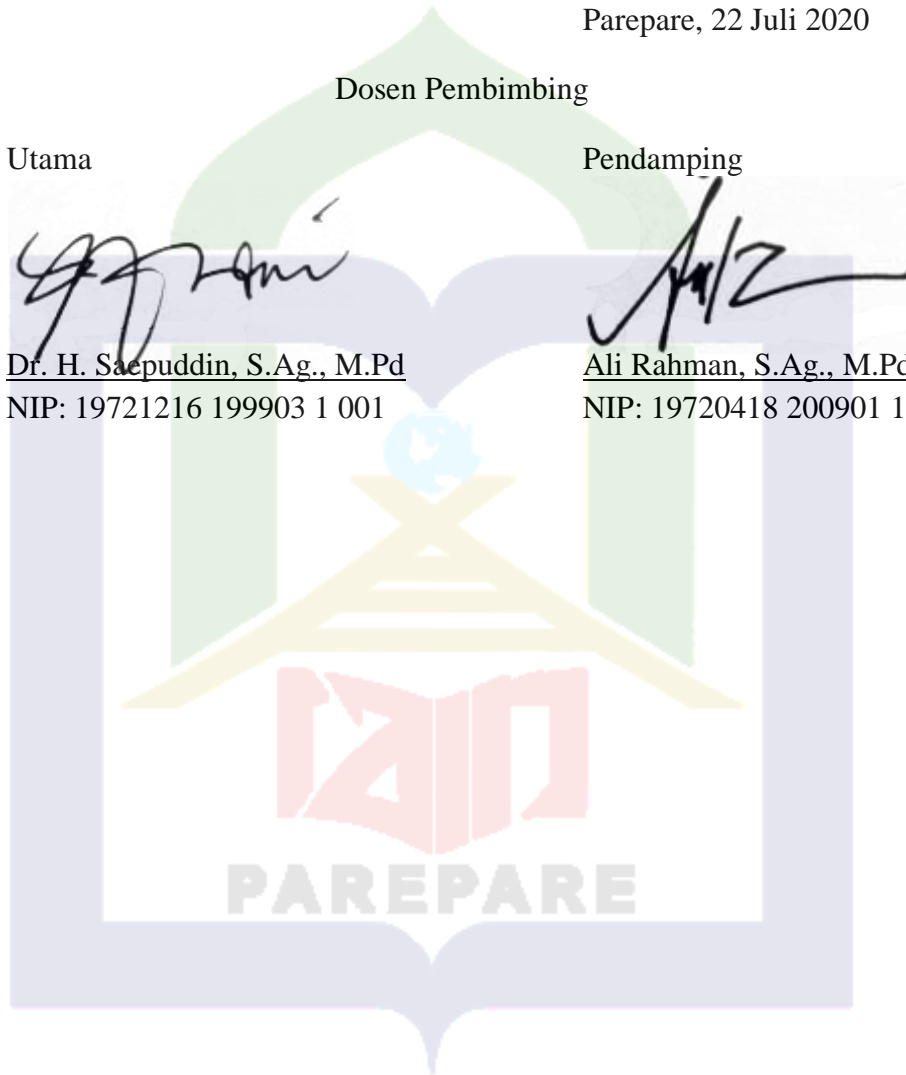 Parepare, 22 Juli 2020
Dosen Pembimbing
Utama Pendamping
Dr. H. Saepuddin, S.Ag., M.Pd Ali Rahman, S.Ag., M.Pd
NIP: 19721216 199903 1 001 NIP: 19720418 200901 1
iain
PAREPARE